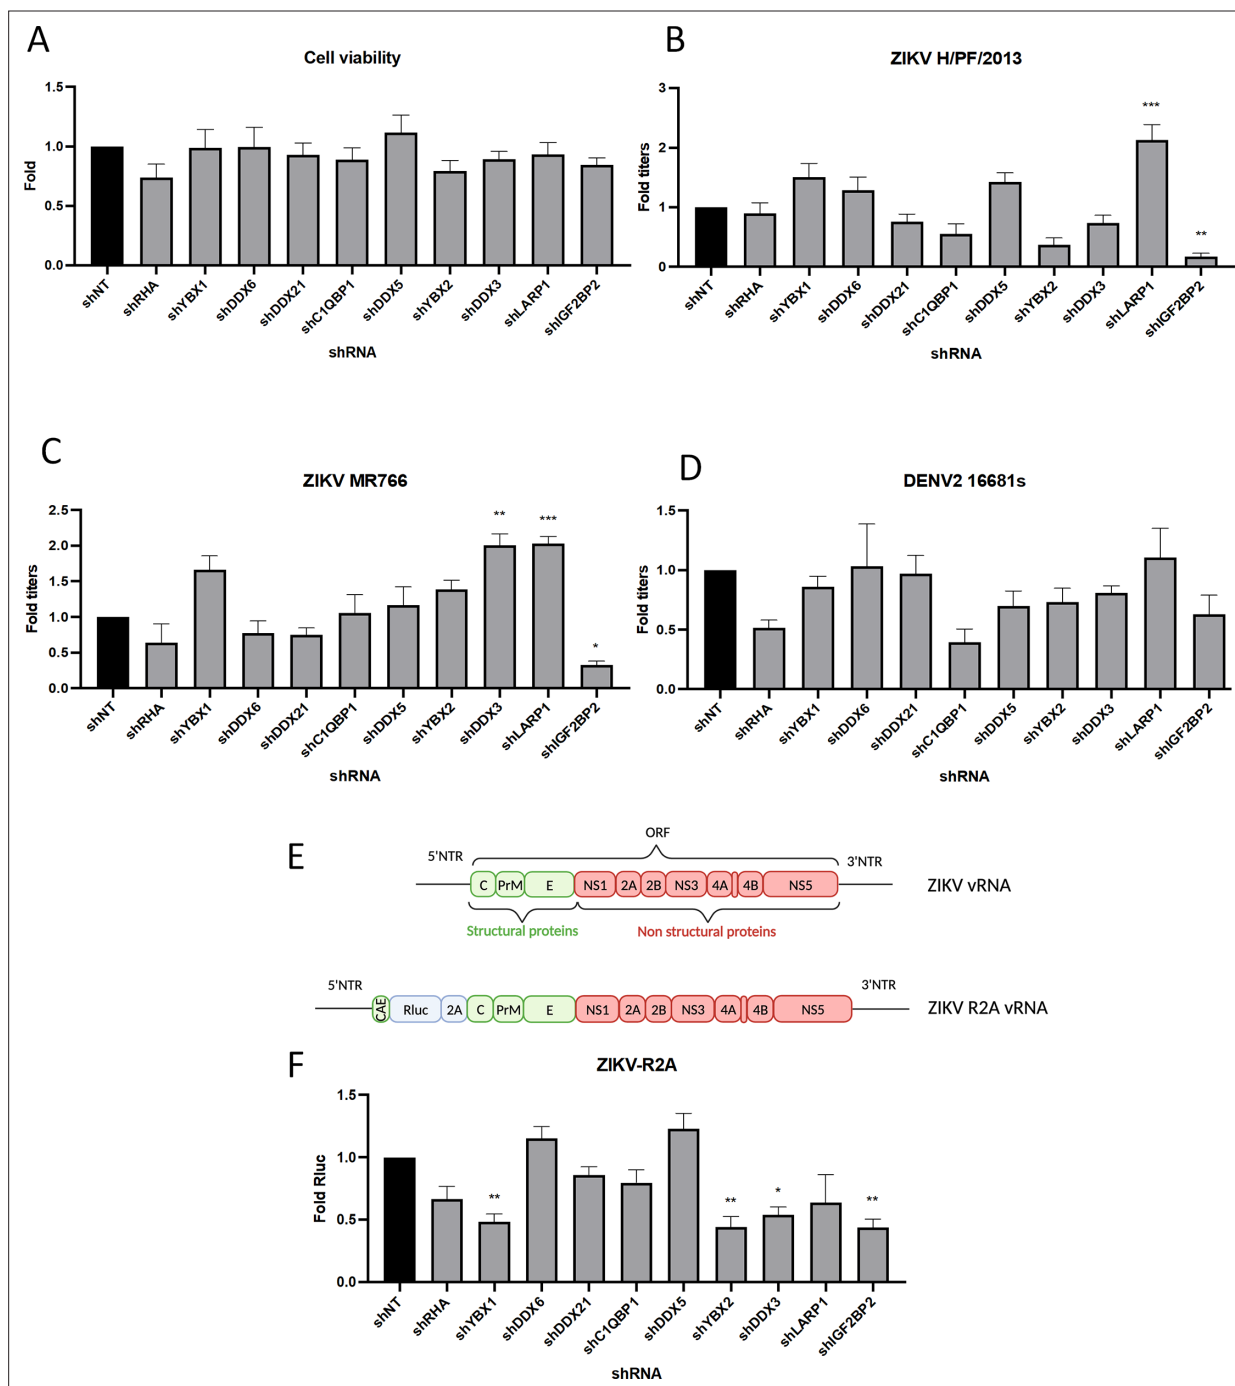 A
Cell viability
Fold
1.5
1.0
0.5
0.0
shNT
shRHA
shYBX1
shDDX6
shDDX21
shC1QBP1
shDDX5
shYBX2
shDDX3
shLARP1
shIGF2BP2
shRNA
B
ZIKV H/PF/2013
Fold titers
3
2
1
0
***
**
shNT
shRHA
shYBX1
shDDX6
shDDX21
shC1QBP1
shDDX5
shYBX2
shDDX3
shLARP1
shIGF2BP2
shRNA
C
ZIKV MR766
Fold titers
2.5
2.0
1.5
1.0
0.5
0.0
**
***
*
shNT
shRHA
shYBX1
shDDX6
shDDX21
shC1QBP1
shDDX5
shYBX2
shDDX3
shLARP1
shIGF2BP2
shRNA
D
DENV2 16681s
Fold titers
1.5
1.0
0.5
0.0
shNT
shRHA
shYBX1
shDDX6
shDDX21
shC1QBP1
shDDX5
shYBX2
shDDX3
shLARP1
shIGF2BP2
shRNA
E
ORF
5'NTR
3'NTR
C PrM E NS1 2A 2B NS3 4A 4B NS5
ZIKV vRNA
Structural proteins
Non structural proteins
5'NTR
3'NTR
CAE Rluc 2A C PrM E NS1 2A 2B NS3 4A 4B NS5
ZIKV R2A vRNA
F
ZIKV-R2A
Fold Rluc
1.5
1.0
0.5
0.0
**
**
*
**
shNT
shRHA
shYBX1
shDDX6
shDDX21
shC1QBP1
shDDX5
shYBX2
shDDX3
shLARP1
shIGF2BP2
shRNA